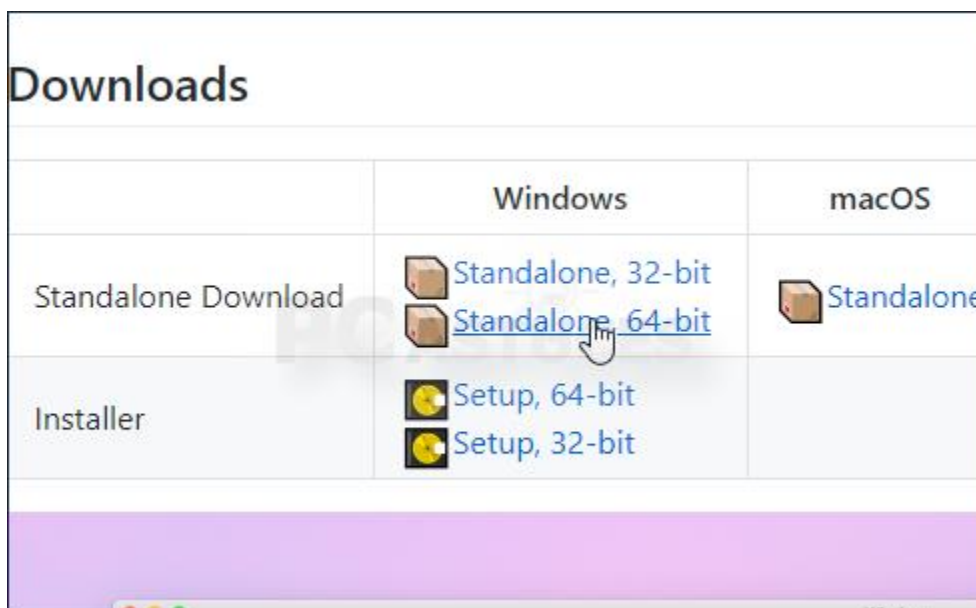 Downloads
Windows macOS
Standalone Download
Standalone, 32-bit
Standalone, 64-bit
Standalone
Installer
Setup, 64-bit
Setup, 32-bit